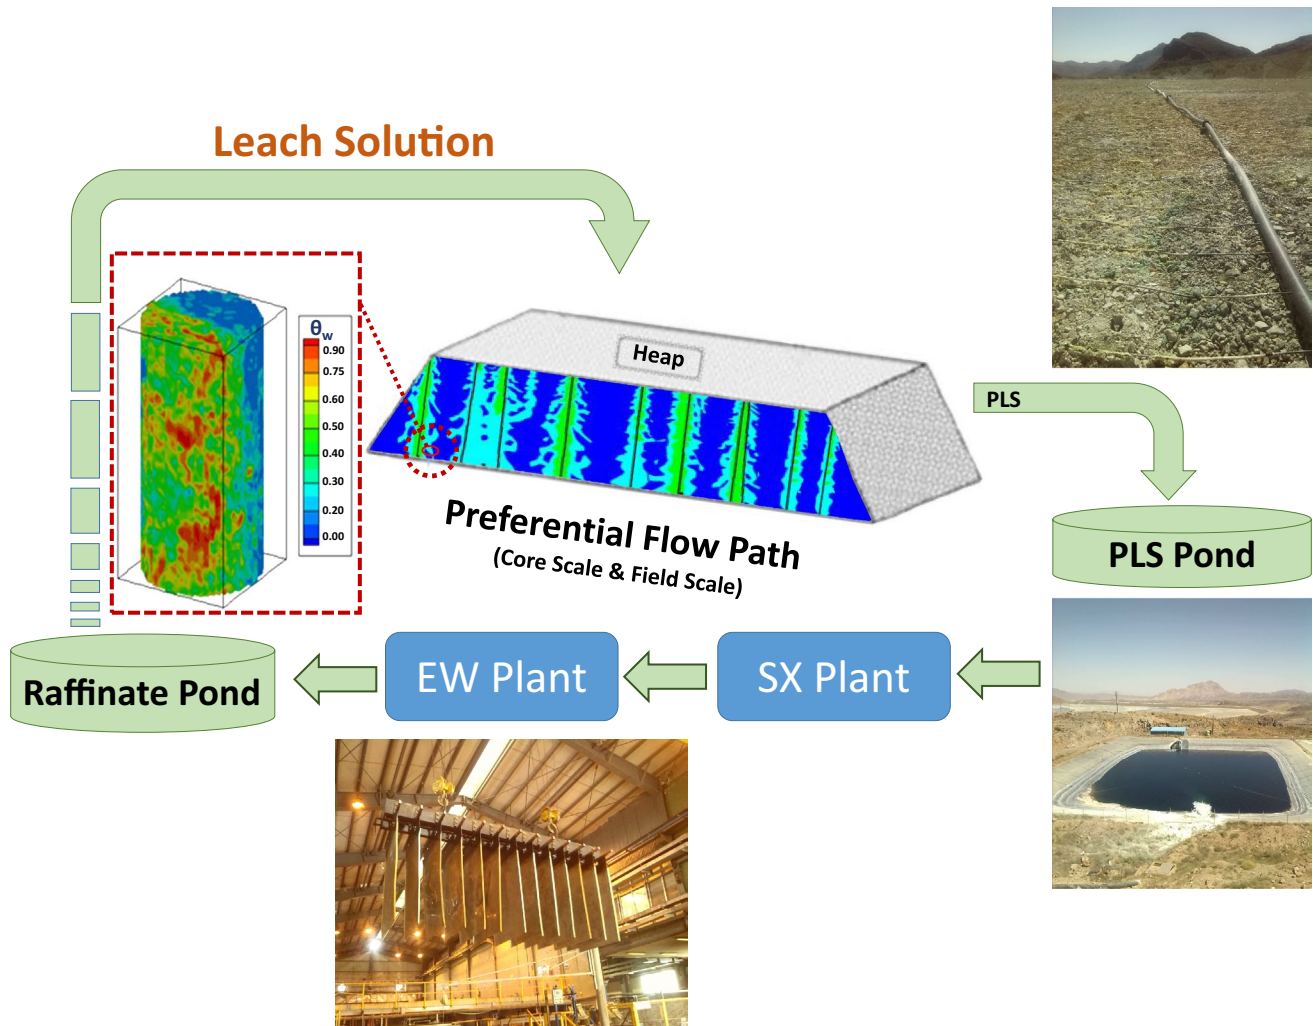 Leach Solution
θw
0.90
0.75
0.60
0.50
0.40
0.30
0.20
0.00
Heap
PLS
Preferential Flow Path
(Core Scale & Field Scale)
PLS Pond
Raffinate Pond
EW Plant
SX Plant